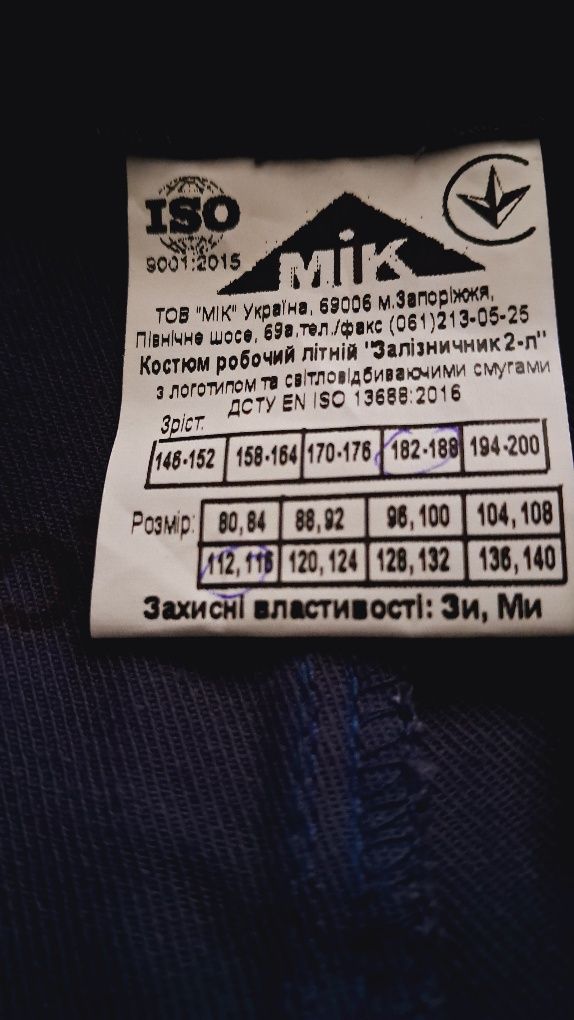 ISO
9001:2015
МіК
ТОВ "МІК" Україна, 69006 м.Запоріжжя,
Північне шосе, 69а,тел./факс (061)213-05-25
Костюм робочий літній "Залізничник 2-л"
з логотипом та світловідбиваючими смугами
ДСТУ EN ISO 13688:2016
Зріст:
146-152 158-164 170-176 182-188 194-200
Розмір: 80,84 88,92 96,100 104,108
112,116 120,124 128,132 136,140
Захисні властивості: Зи, Ми